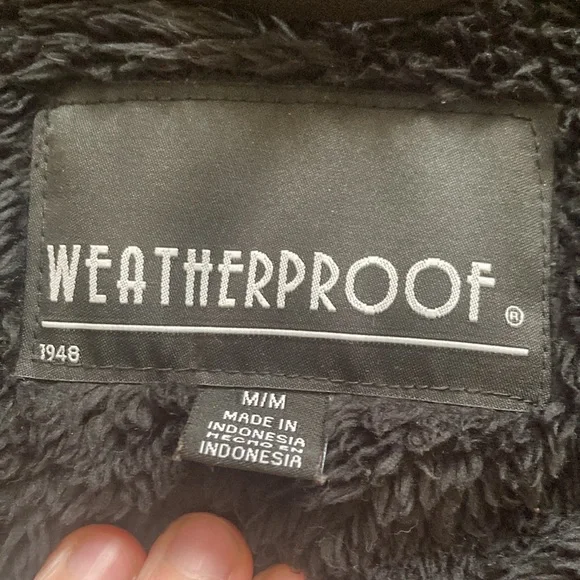 WEATHERPROOF ®
1948
M/M
MADE IN
INDONESIA
HECHO EN
INDONESIA